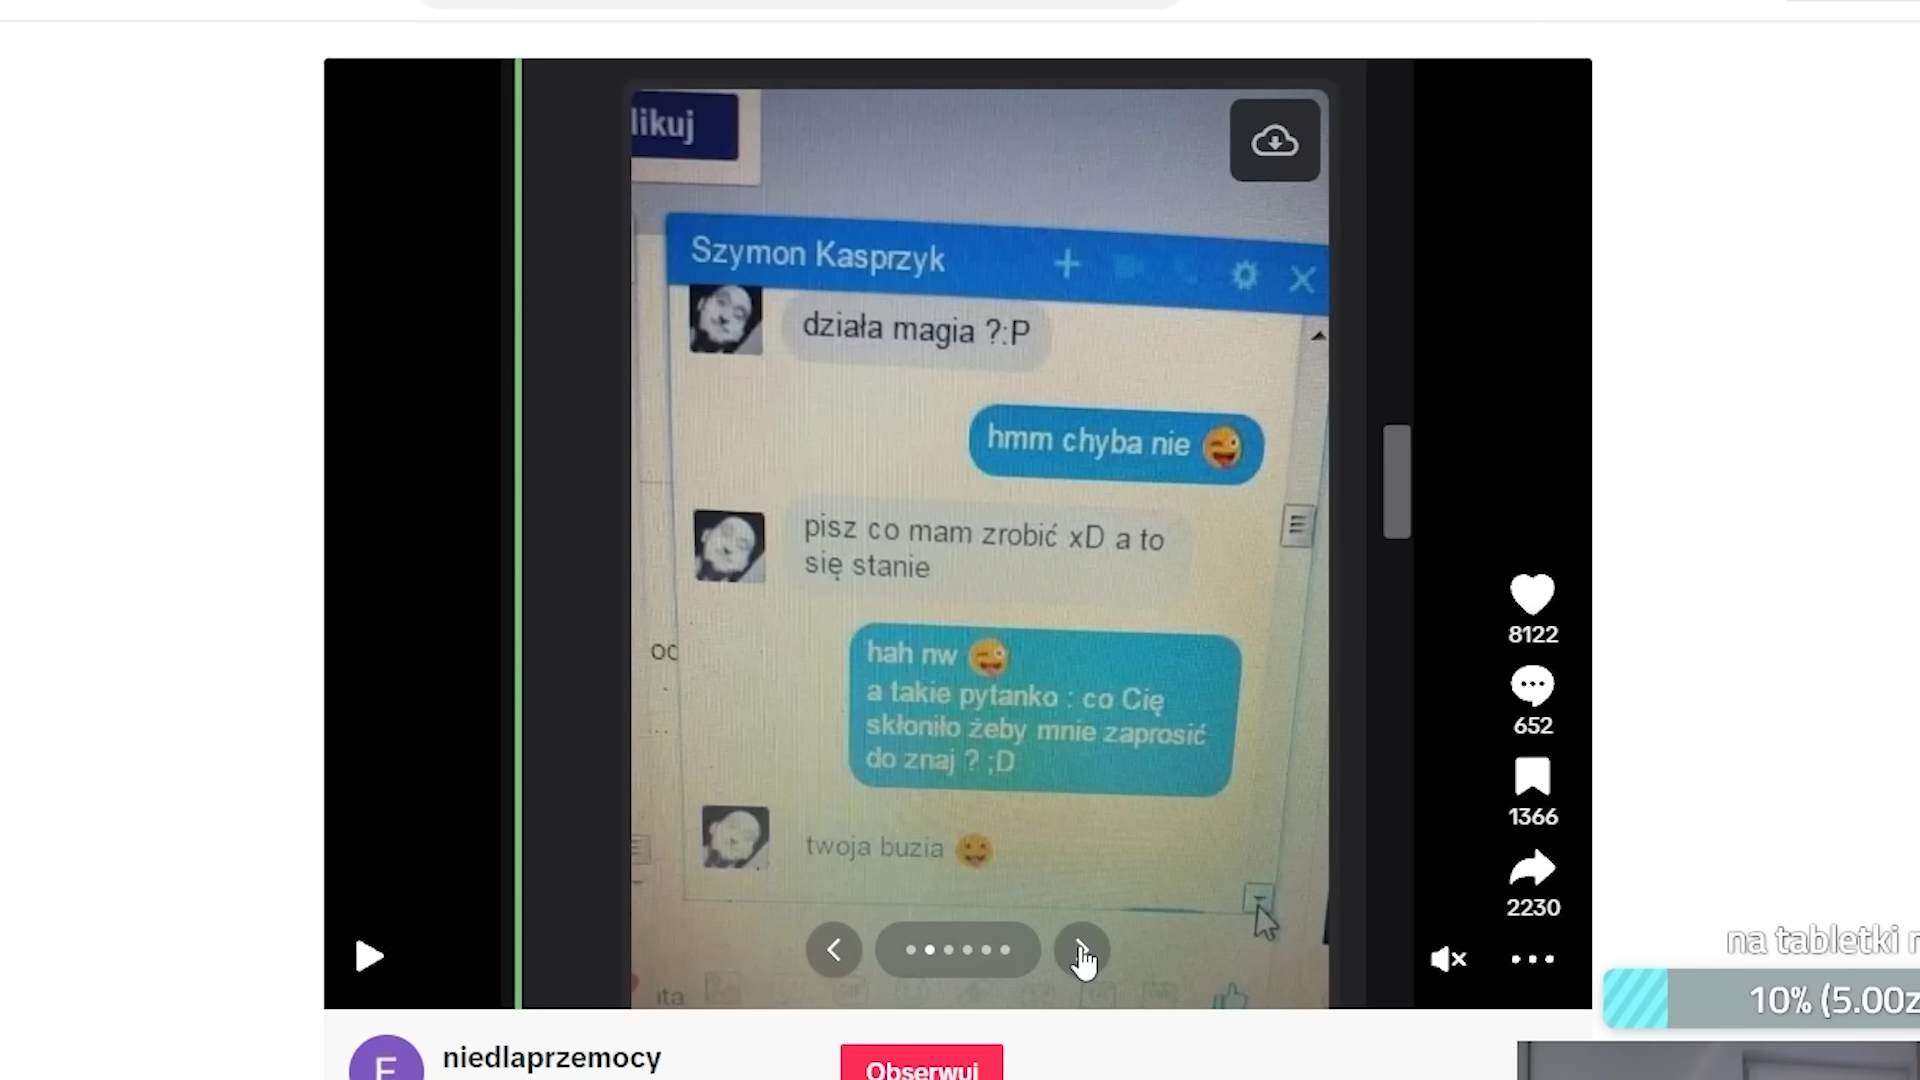 likuj
Szymon Kasprzyk
działa magia ?:P
hmm chyba nie
pisz co mam zrobić xD a to
się stanie
hah nw
a takie pytanko : co Cię
skłoniło żeby mnie zaprosić
do znaj ? ;D
twoja buzia
oc
ita
8122
652
1366
2230
na tabletki
10% (5.00z
E
niedlaprzemocy
Obserwuj